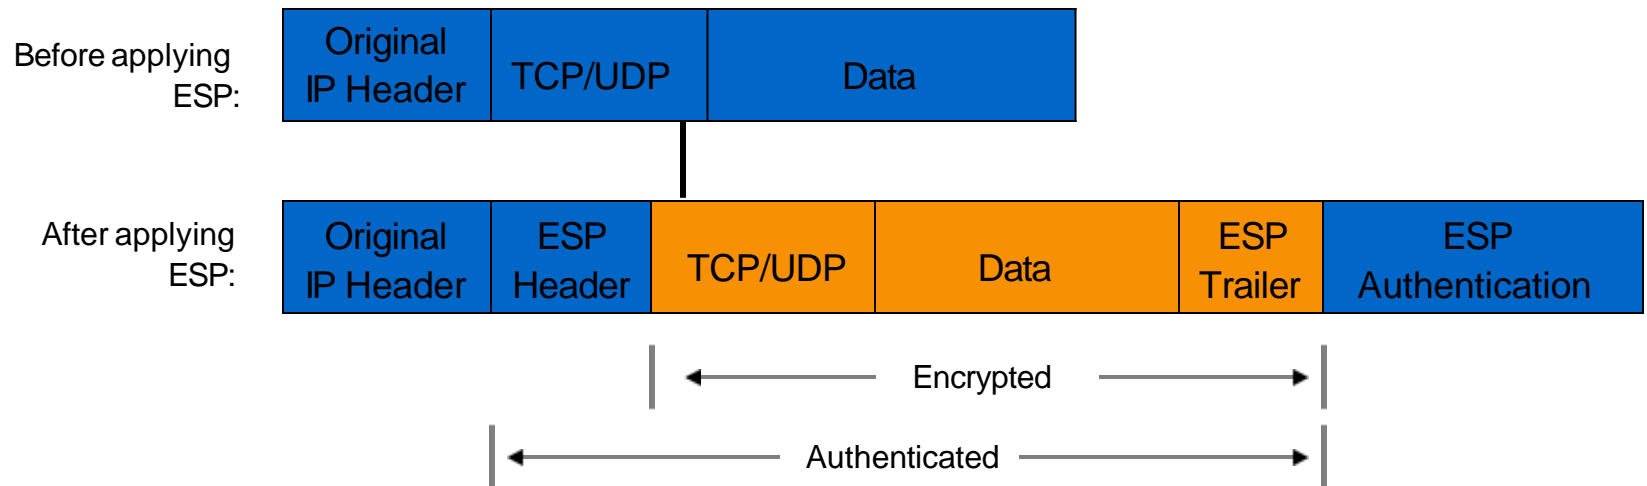 Before applying
ESP:
Original
IP Header
TCP/UDP
Data
After applying
ESP:
Original
IP Header
ESP
Header
TCP/UDP
Data
ESP
Trailer
ESP
Authentication
Encrypted
Authenticated